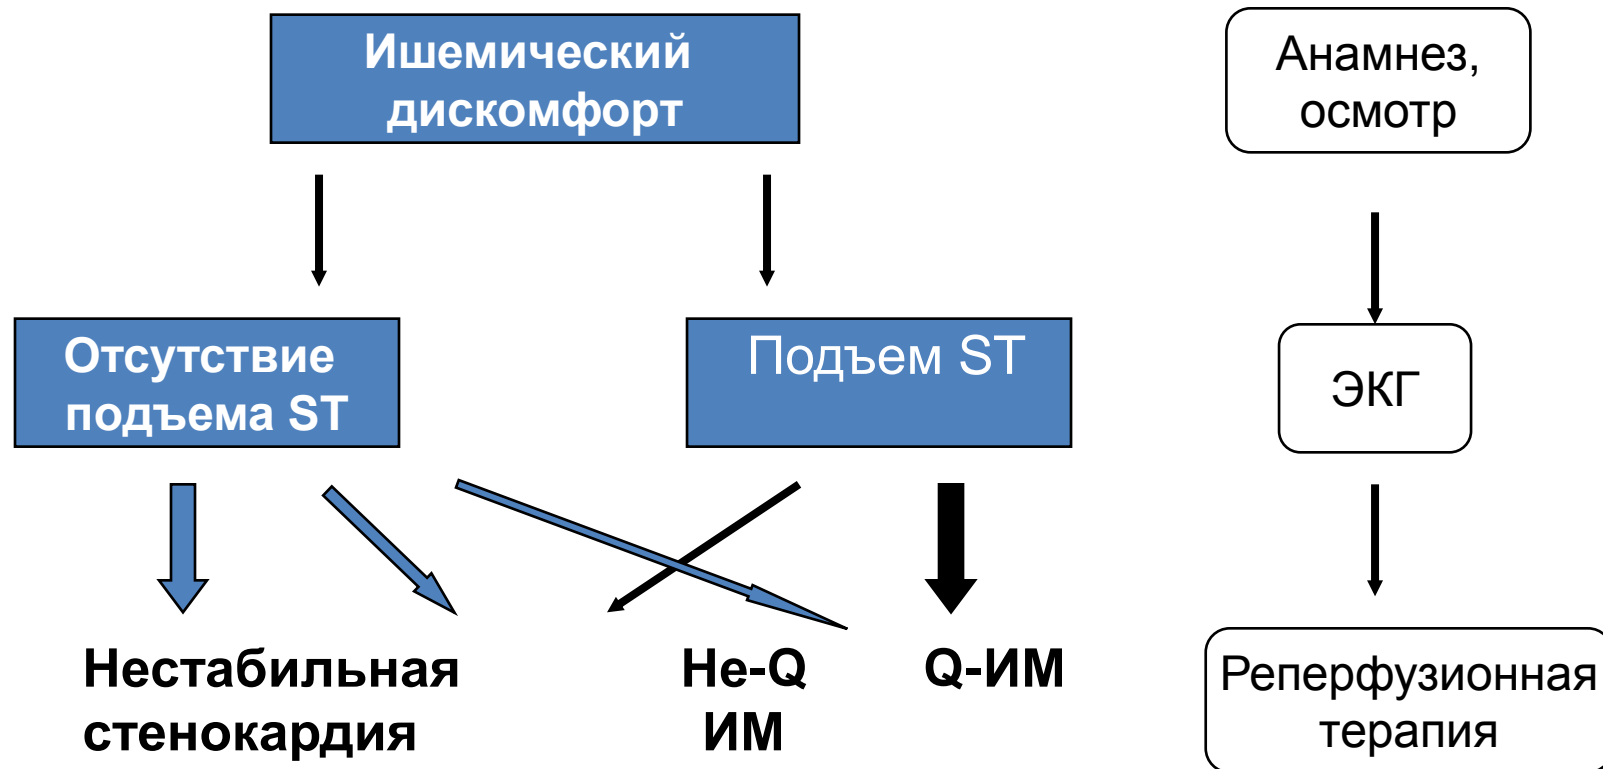 Ишемический
дискомфорт
Анамнез,
осмотр
Отсутствие
подъема ST
Подъем ST
ЭКГ
Нестабильная
стенокардия
Не-Q
ИМ
Q-ИМ
Реперфузионная
терапия